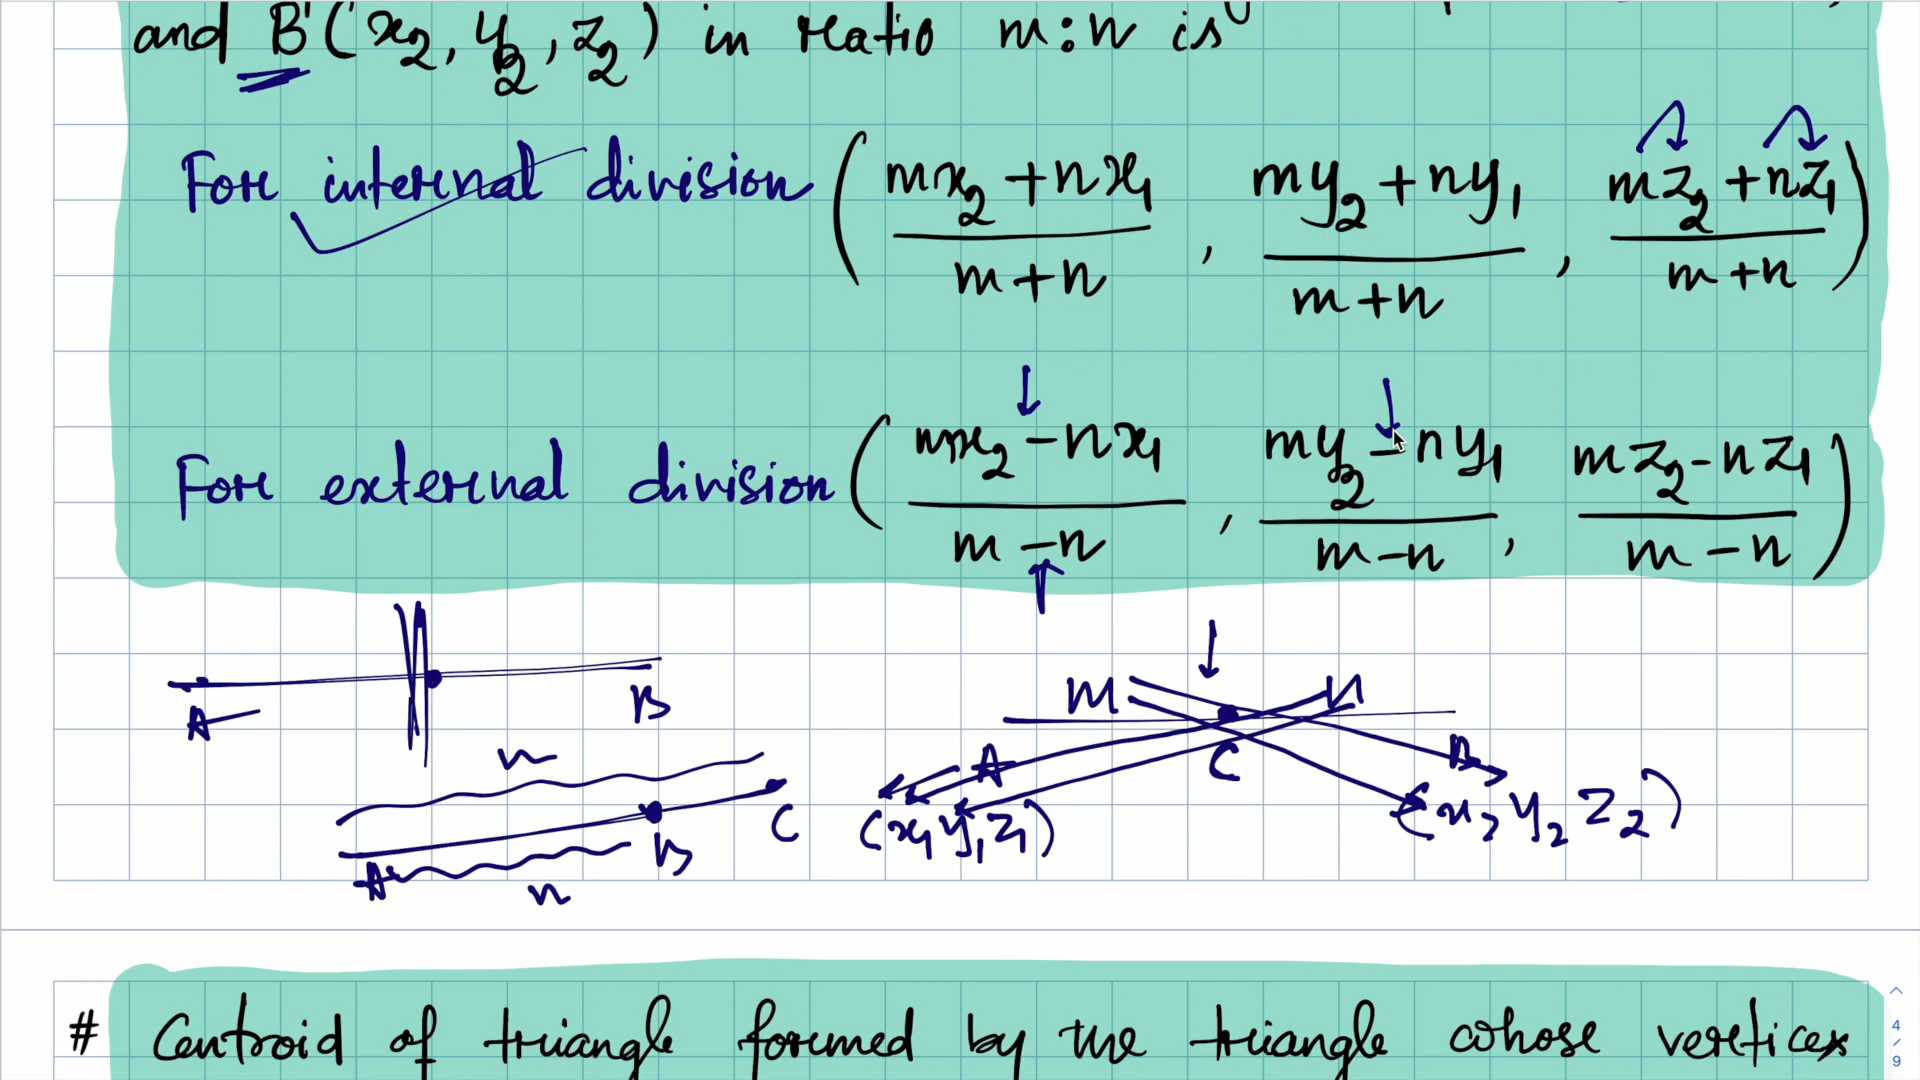 and B (x2, y2, z2) in ratio m:n is
For internal division ( mx2 + nx1 / m+n , my2 + ny1 / m+n , mz2 + nz1 / m+n )
For external division ( mx2 - nx1 / m-n , my2 - ny1 / m-n , mz2 - nz1 / m-n )
A B
m n
A C B
(x1 y1 z1) (x2 y2 z2)
A B C
n
# Centroid of triangle formed by the triangle whose vertices
4 / 9